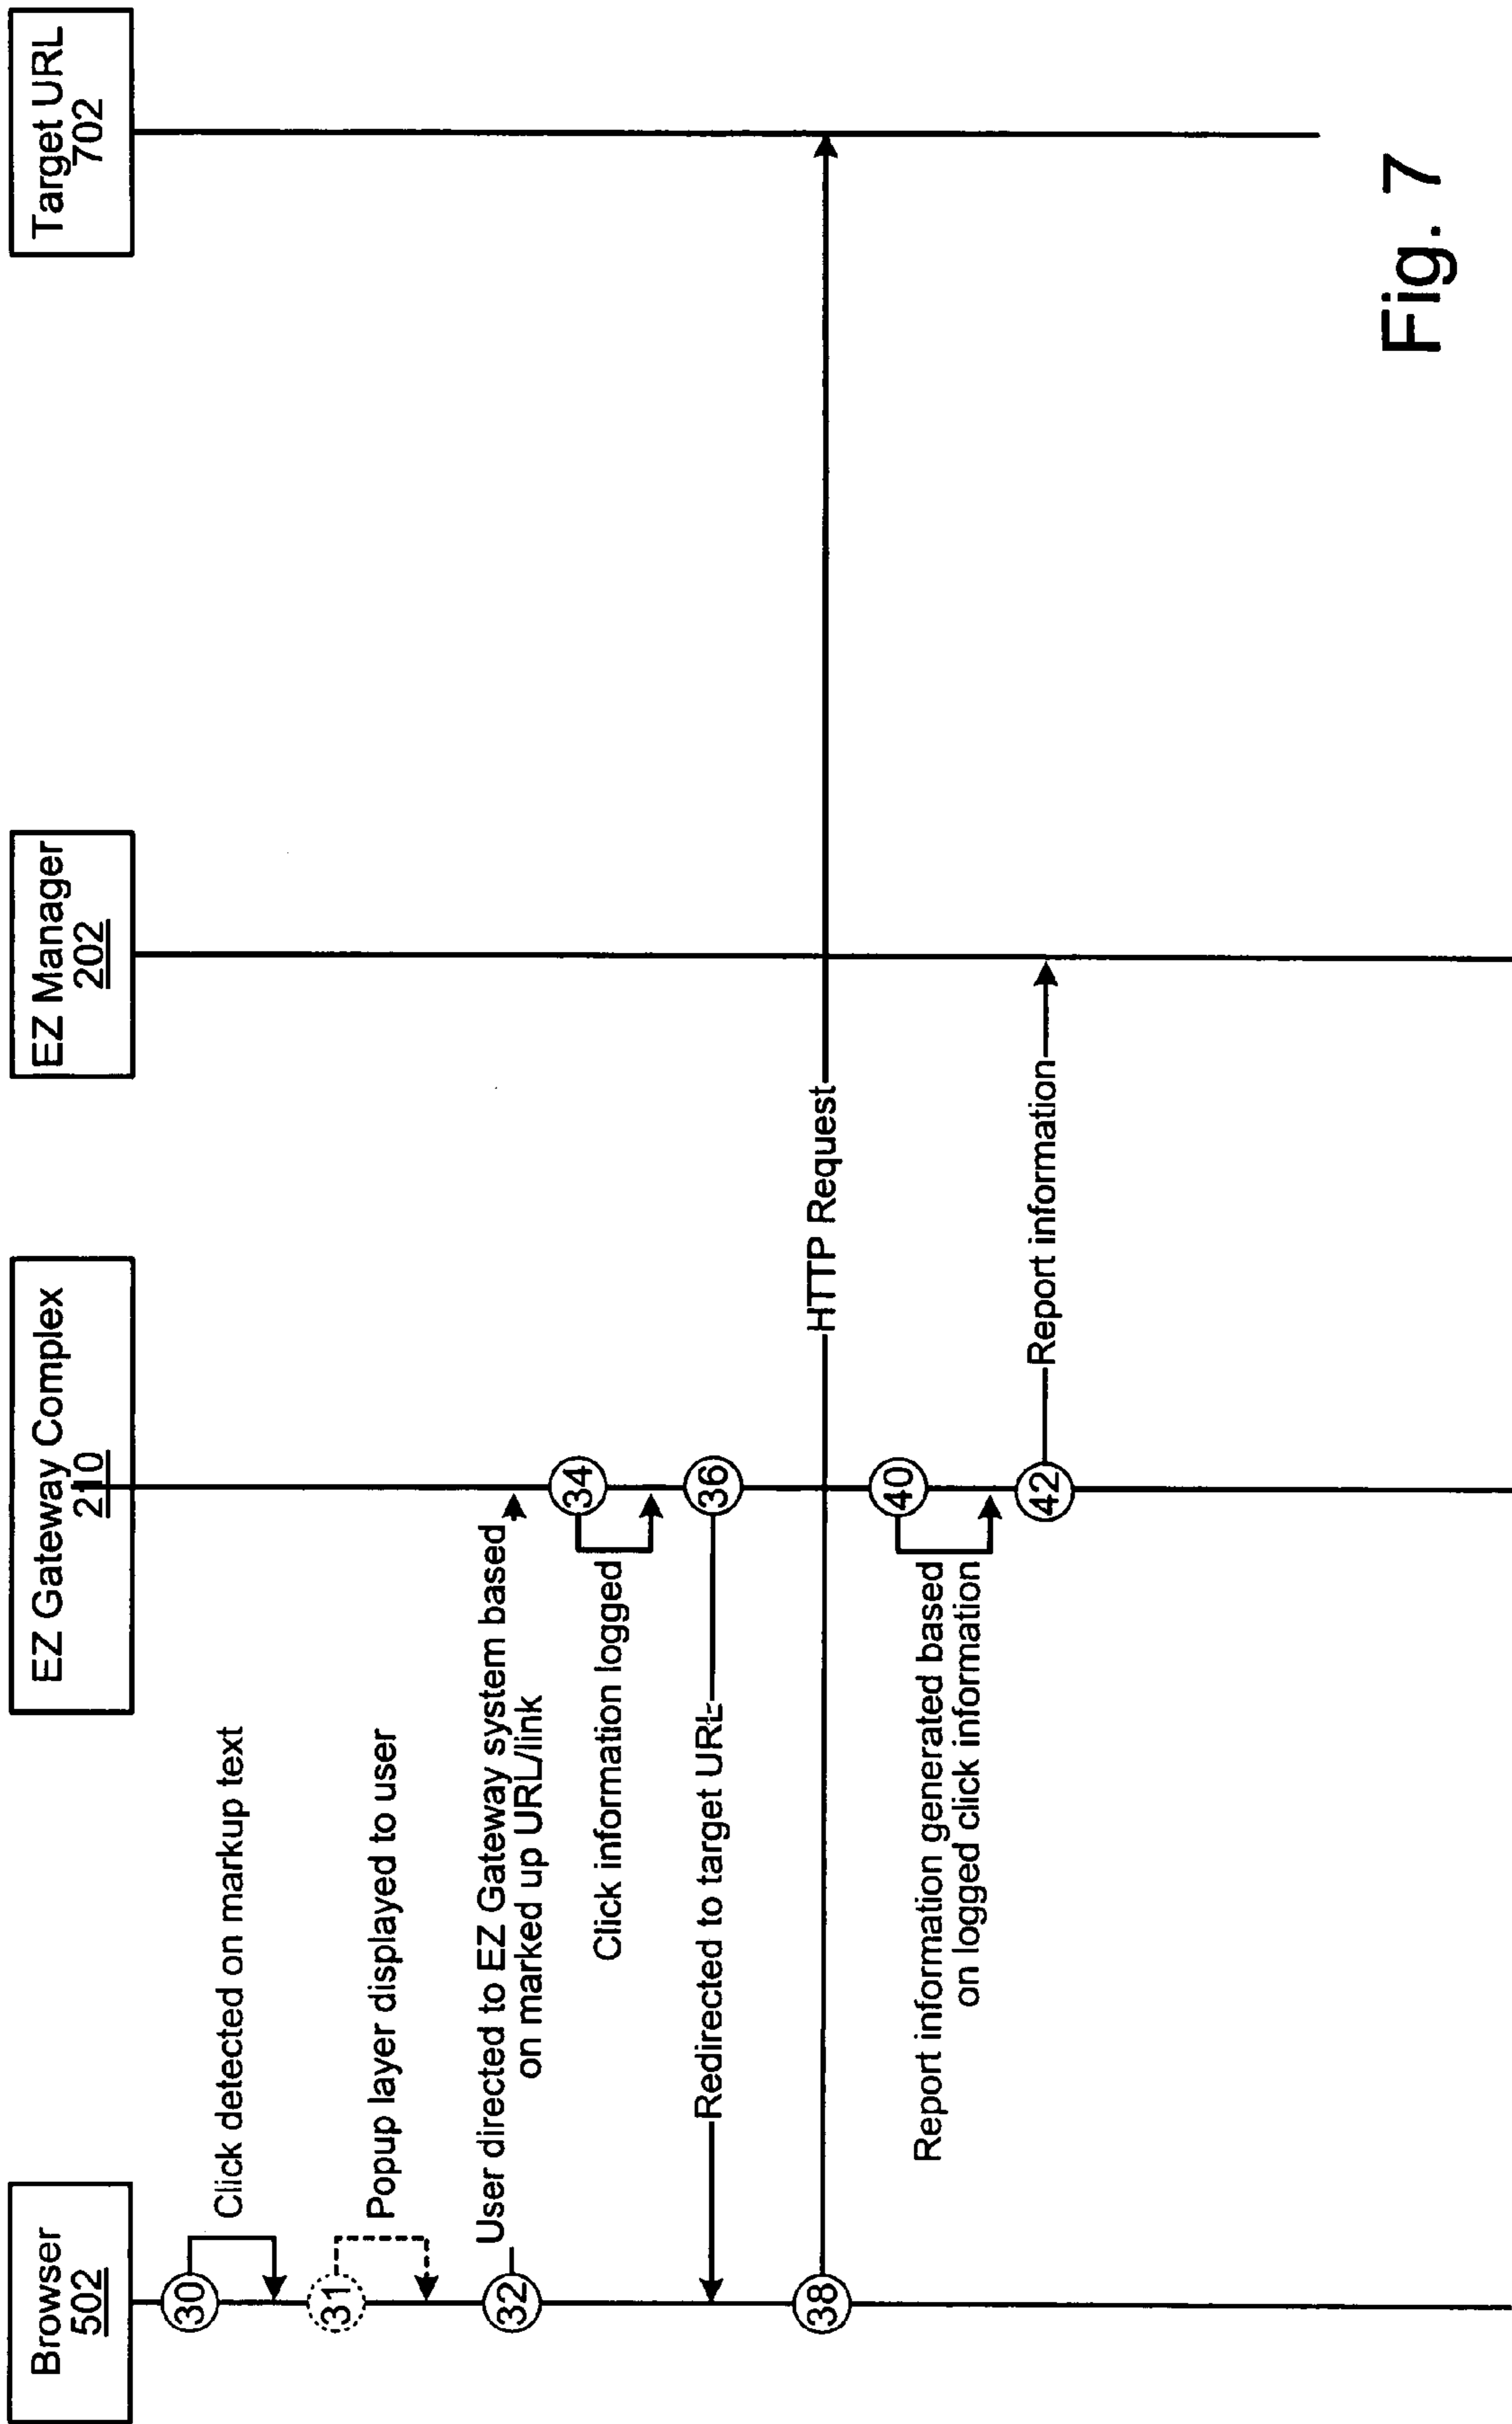 Browser
502
EZ Gateway Complex
210
EZ Manager
202
Target URL
702
30
Click detected on markup text
31
Popup layer displayed to user
32
User directed to EZ Gateway system based
on marked up URL/link
34
Click information logged
36
Redirected to target URL
38
HTTP Request
40
Report information generated based
on logged click information
42
Report information
Fig. 7